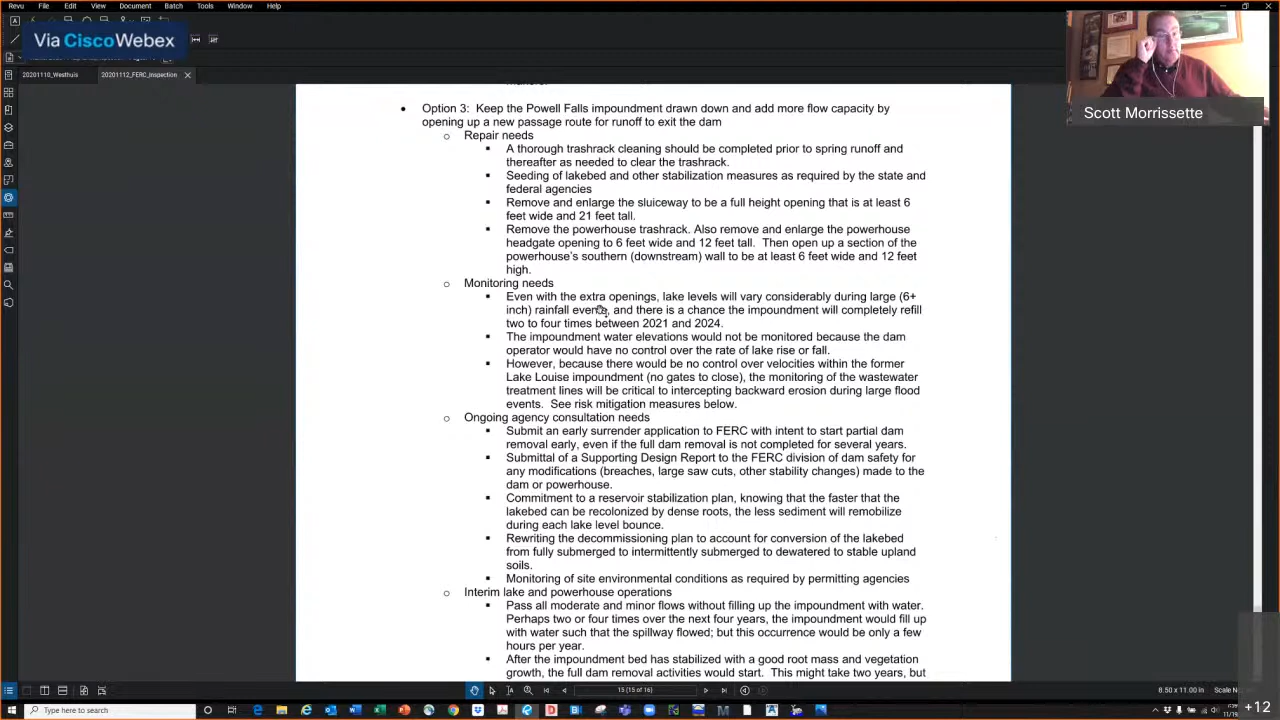 Revu File Edit View Document Batch Tools Window Help
Via Cisco Webex
20201110_Westhuis 20201112_FERC_Inspection
Scott Morrissette
• Option 3: Keep the Powell Falls impoundment drawn down and add more flow capacity by
opening up a new passage route for runoff to exit the dam
o Repair needs
▪ A thorough trashrack cleaning should be completed prior to spring runoff and
thereafter as needed to clear the trashrack.
▪ Seeding of lakebed and other stabilization measures as required by the state and
federal agencies
▪ Remove and enlarge the sluiceway to be a full height opening that is at least 6
feet wide and 21 feet tall.
▪ Remove the powerhouse trashrack. Also remove and enlarge the powerhouse
headgate opening to 6 feet wide and 12 feet tall. Then open up a section of the
powerhouse's southern (downstream) wall to be at least 6 feet wide and 12 feet
high.
o Monitoring needs
▪ Even with the extra openings, lake levels will vary considerably during large (6+
inch) rainfall events, and there is a chance the impoundment will completely refill
two to four times between 2021 and 2024.
▪ The impoundment water elevations would not be monitored because the dam
operator would have no control over the rate of lake rise or fall.
▪ However, because there would be no control over velocities within the former
Lake Louise impoundment (no gates to close), the monitoring of the wastewater
treatment lines will be critical to intercepting backward erosion during large flood
events. See risk mitigation measures below.
o Ongoing agency consultation needs
▪ Submit an early surrender application to FERC with intent to start partial dam
removal early, even if the full dam removal is not completed for several years.
▪ Submittal of a Supporting Design Report to the FERC division of dam safety for
any modifications (breaches, large saw cuts, other stability changes) made to the
dam or powerhouse.
▪ Commitment to a reservoir stabilization plan, knowing that the faster that the
lakebed can be recolonized by dense roots, the less sediment will remobilize
during each lake level bounce.
▪ Rewriting the decommissioning plan to account for conversion of the lakebed
from fully submerged to intermittently submerged to dewatered to stable upland
soils.
▪ Monitoring of site environmental conditions as required by permitting agencies
o Interim lake and powerhouse operations
▪ Pass all moderate and minor flows without filling up the impoundment with water.
Perhaps two or four times over the next four years, the impoundment would fill up
with water such that the spillway flowed; but this occurrence would be only a few
hours per year.
▪ After the impoundment bed has stabilized with a good root mass and vegetation
growth, the full dam removal activities would start. This might take two years, but
15 (15 of 16)
8.50 x 11.00 in
Type here to search
+12